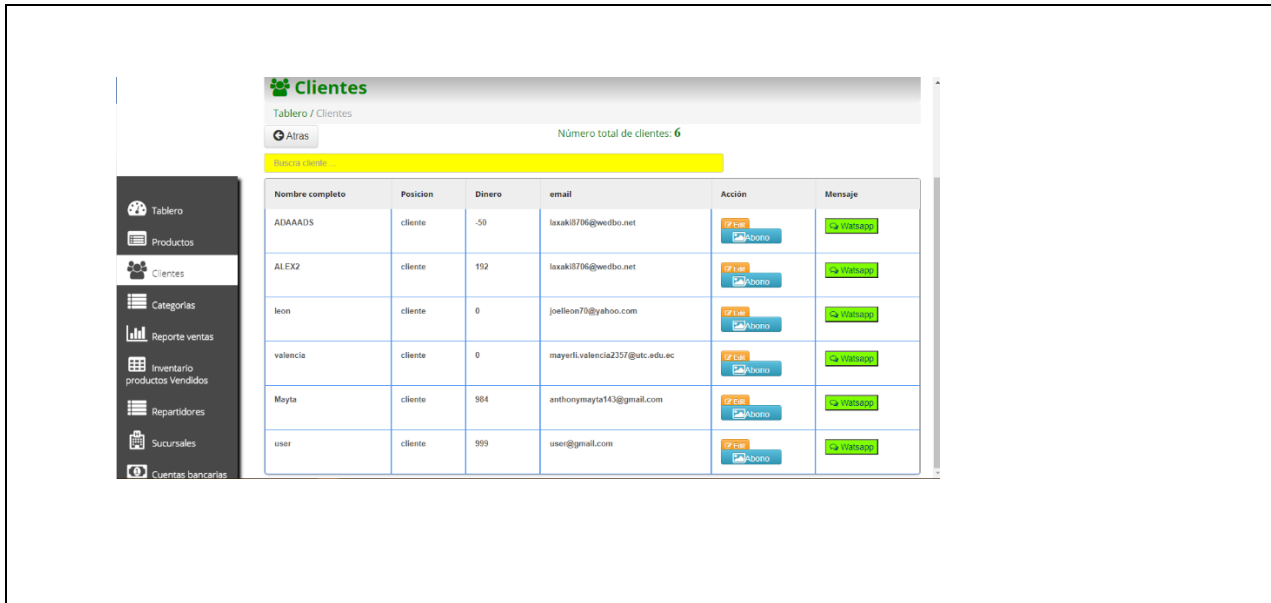 Clientes
Tablero / Clientes
Atras
Número total de clientes: 6
Busca cliente ...
Tablero
Productos
Clientes
Categorías
Reporte ventas
Inventario
productos Vendidos
Repartidores
Sucursales
Cuentas bancarias
Nombre completo Posicion Dinero email Acción Mensaje
ADAAADS cliente -50 laxaki8706@wedbo.net Edit Abono Watsapp
ALEX2 cliente 192 laxaki8706@wedbo.net Edit Abono Watsapp
leon cliente 0 joelleon70@yahoo.com Edit Abono Watsapp
valencia cliente 0 mayerli.valencia2357@utc.edu.ec Edit Abono Watsapp
Mayta cliente 984 anthonymayta143@gmail.com Edit Abono Watsapp
user cliente 999 user@gmail.com Edit Abono Watsapp